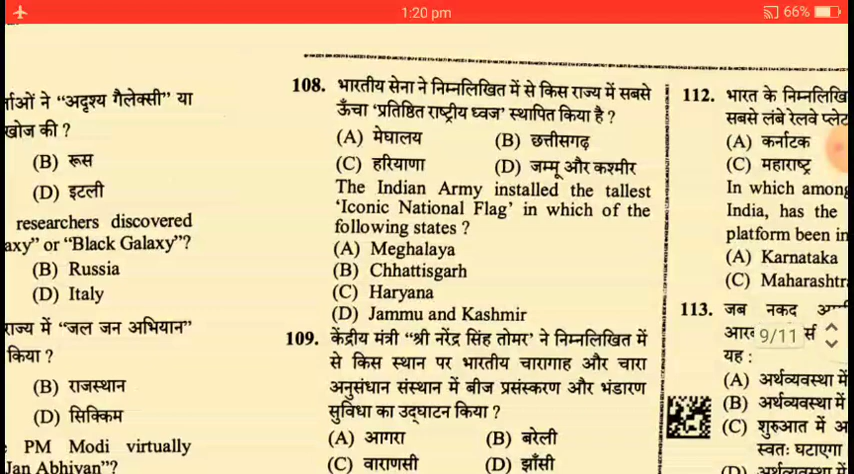 1:20 pm
66%
ओं ने “अदृश्य गैलेक्सी” या
खोज की ?
(B) रूस
(D) इटली
researchers discovered
axy” or “Black Galaxy”?
(B) Russia
(D) Italy
राज्य में “जल जन अभियान”
किया ?
(B) राजस्थान
(D) सिक्किम
PM Modi virtually
Jan Abhiyan”?
108. भारतीय सेना ने निम्नलिखित में से किस राज्य में सबसे
ऊँचा ‘प्रतिष्ठित राष्ट्रीय ध्वज’ स्थापित किया है ?
(A) मेघालय (B) छत्तीसगढ़
(C) हरियाणा (D) जम्मू और कश्मीर
The Indian Army installed the tallest
‘Iconic National Flag’ in which of the
following states ?
(A) Meghalaya
(B) Chhattisgarh
(C) Haryana
(D) Jammu and Kashmir
109. केंद्रीय मंत्री “श्री नरेंद्र सिंह तोमर’ ने निम्नलिखित में
से किस स्थान पर भारतीय चारागाह और चारा
अनुसंधान संस्थान में बीज प्रसंस्करण और भंडारण
सुविधा का उद्घाटन किया ?
(A) आगरा (B) बरेली
(C) वाराणसी (D) झाँसी
112. भारत के निम्नलिखि
सबसे लंबे रेलवे प्लेट
(A) कर्नाटक
(C) महाराष्ट्र
In which among
India, has the
platform been in
(A) Karnataka
(C) Maharashtr
113. जब नकद
9/11
यह :
(A) अर्थव्यवस्था में
(B) अर्थव्यवस्था में
(C) शुरुआत में अ
स्वतः घटाएगा
(D) अर्थव्यवस्था में